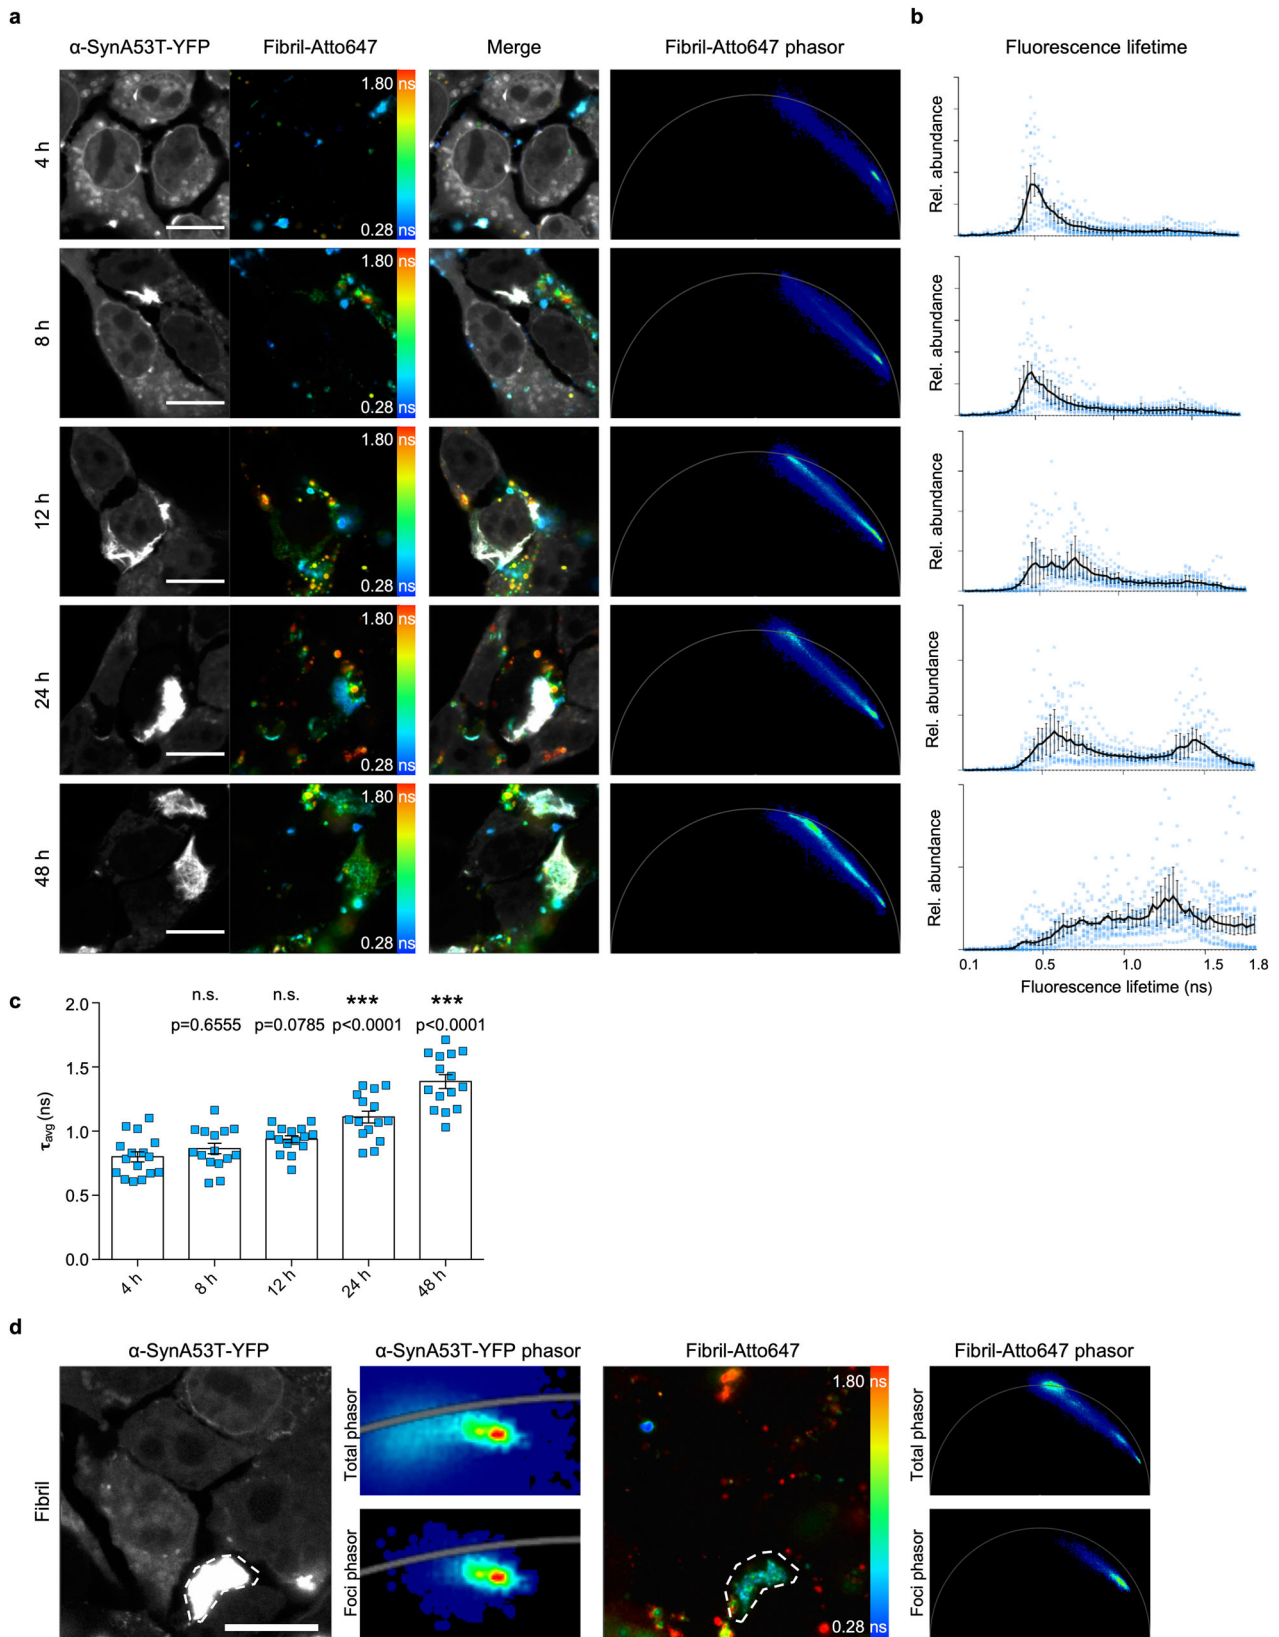 a
α-SynA53T-YFP
Fibril-Atto647
Merge
Fibril-Atto647 phasor
4 h
1.80 ns
0.28 ns
8 h
1.80 ns
0.28 ns
12 h
1.80 ns
0.28 ns
24 h
1.80 ns
0.28 ns
48 h
1.80 ns
0.28 ns
b
Fluorescence lifetime
Rel. abundance
Rel. abundance
Rel. abundance
Rel. abundance
Rel. abundance
0.1 0.5 1.0 1.5 1.8
Fluorescence lifetime (ns)
c
n.s. n.s. *** ***
p=0.6555 p=0.0785 p<0.0001 p<0.0001
2.0
1.5
1.0
0.5
0.0
τavg (ns)
4 h 8 h 12 h 24 h 48 h
d
α-SynA53T-YFP
α-SynA53T-YFP phasor
Fibril-Atto647
Fibril-Atto647 phasor
Fibril
Total phasor
Foci phasor
1.80 ns
0.28 ns
Total phasor
Foci phasor